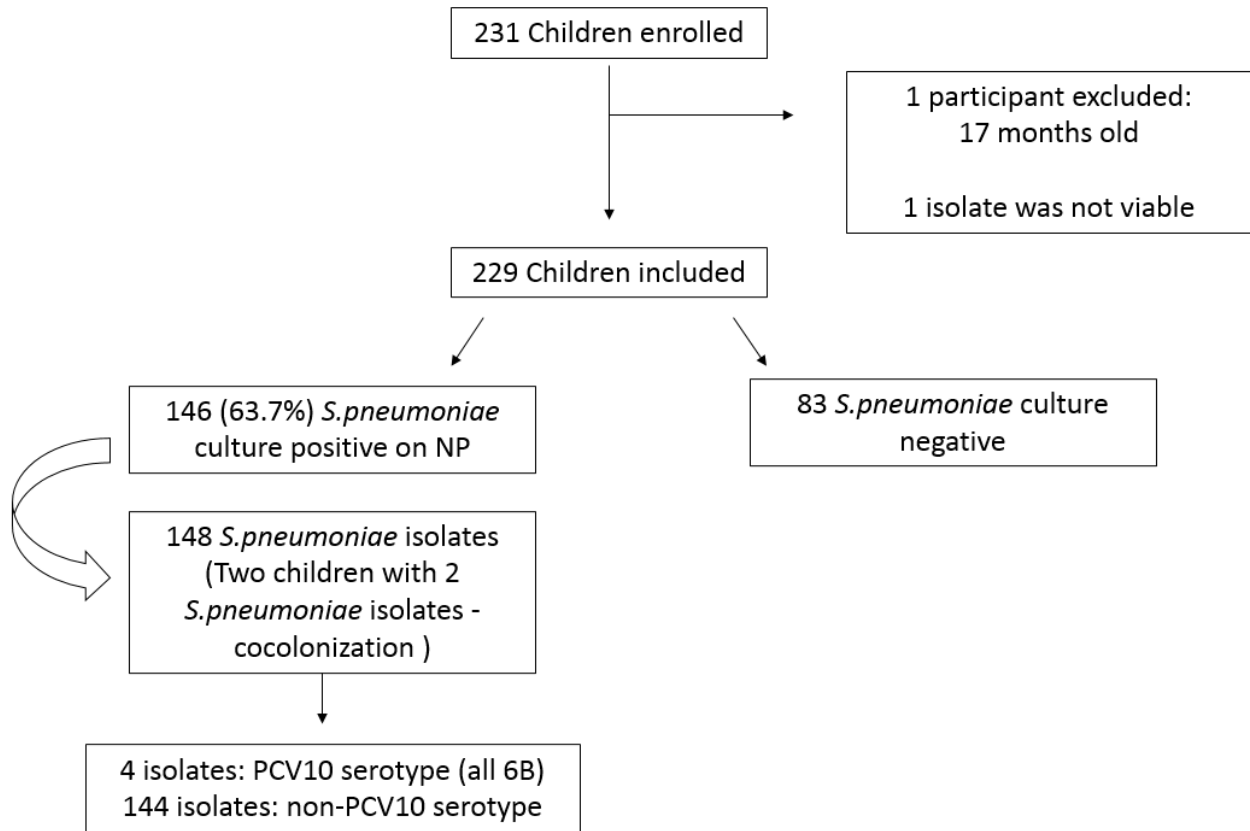 231 Children enrolled
1 participant excluded:
17 months old
1 isolate was not viable
229 Children included
146 (63.7%) S.pneumoniae
culture positive on NP
83 S.pneumoniae culture
negative
148 S.pneumoniae isolates
(Two children with 2
S.pneumoniae isolates -
cocolonization )
4 isolates: PCV10 serotype (all 6B)
144 isolates: non-PCV10 serotype